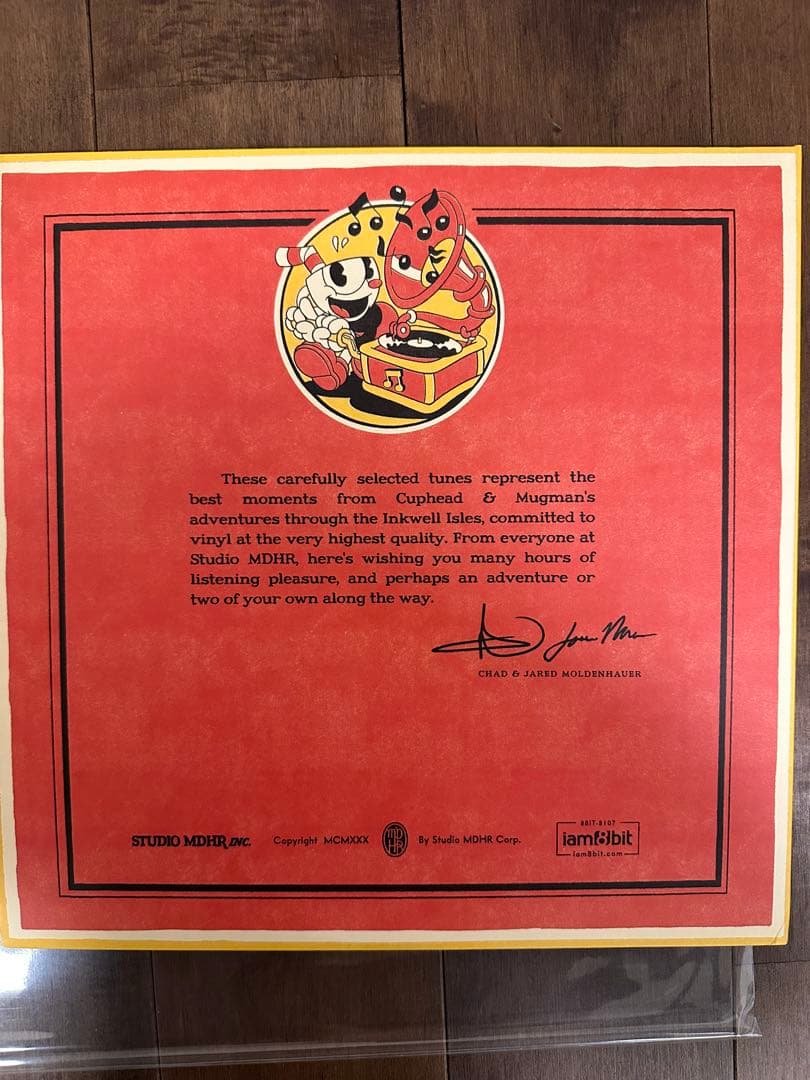 These carefully selected tunes represent the
best moments from Cuphead & Mugman's
adventures through the Inkwell Isles, committed to
vinyl at the very highest quality. From everyone at
Studio MDHR, here's wishing you many hours of
listening pleasure, and perhaps an adventure or
two of your own along the way.
CHAD & JARED MOLDENHAUER
STUDIO MDHR INC. Copyright MCMXXX MDHR By Studio MDHR Corp.
8BIT-8107
iam8bit
iam8bit.com